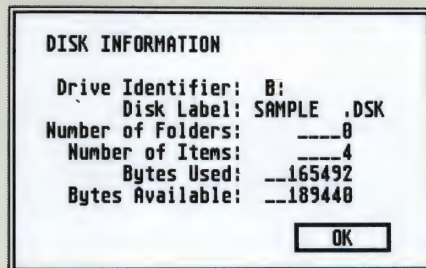 DISK INFORMATION
Drive Identifier: B:
Disk Label: SAMPLE .DSK
Number of Folders: ____0
Number of Items: ____4
Bytes Used: __165492
Bytes Available: __189440
OK